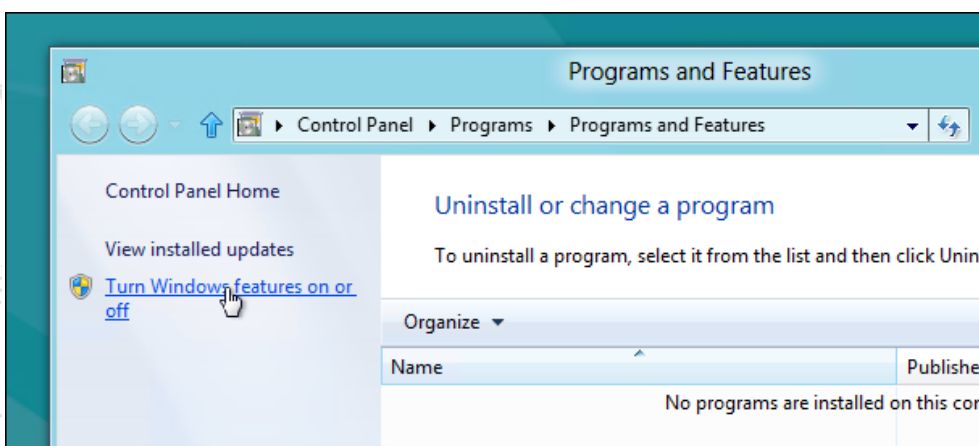 Programs and Features
Control Panel Programs Programs and Features
Control Panel Home
View installed updates
Turn Windows features on or
off
Uninstall or change a program
To uninstall a program, select it from the list and then click Unin
Organize
Name Publishe
No programs are installed on this cor